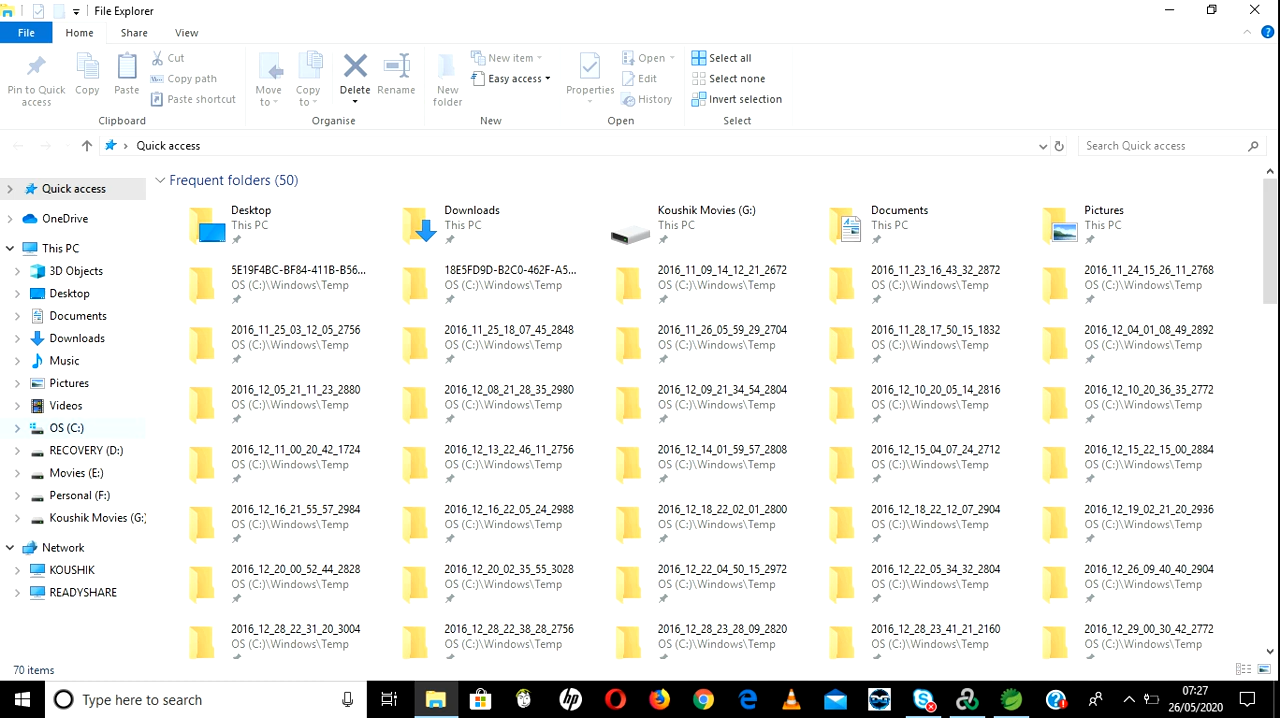 File Explorer
File Home Share View
Pin to Quick access
Copy
Paste
Cut
Copy path
Paste shortcut
Clipboard
Move to
Copy to
Delete
Rename
Organise
New folder
New item
Easy access
New
Properties
Open
Edit
History
Open
Select all
Select none
Invert selection
Select
Quick access
Search Quick access
Quick access
OneDrive
This PC
3D Objects
Desktop
Documents
Downloads
Music
Pictures
Videos
OS (C:)
RECOVERY (D:)
Movies (E:)
Personal (F:)
Koushik Movies (G:)
Network
KOUSHIK
READYSHARE
Frequent folders (50)
Desktop
This PC
Downloads
This PC
Koushik Movies (G:)
This PC
Documents
This PC
Pictures
This PC
5E19F4BC-BF84-411B-B56...
OS (C:)\Windows\Temp
18E5FD9D-B2C0-462F-A5...
OS (C:)\Windows\Temp
2016_11_09_14_12_21_2672
OS (C:)\Windows\Temp
2016_11_23_16_43_32_2872
OS (C:)\Windows\Temp
2016_11_24_15_26_11_2768
OS (C:)\Windows\Temp
2016_11_25_03_12_05_2756
OS (C:)\Windows\Temp
2016_11_25_18_07_45_2848
OS (C:)\Windows\Temp
2016_11_26_05_59_29_2704
OS (C:)\Windows\Temp
2016_11_28_17_50_15_1832
OS (C:)\Windows\Temp
2016_12_04_01_08_49_2892
OS (C:)\Windows\Temp
2016_12_05_21_11_23_2880
OS (C:)\Windows\Temp
2016_12_08_21_28_35_2980
OS (C:)\Windows\Temp
2016_12_09_21_34_54_2804
OS (C:)\Windows\Temp
2016_12_10_20_05_14_2816
OS (C:)\Windows\Temp
2016_12_10_20_36_35_2772
OS (C:)\Windows\Temp
2016_12_11_00_20_42_1724
OS (C:)\Windows\Temp
2016_12_13_22_46_11_2756
OS (C:)\Windows\Temp
2016_12_14_01_59_57_2808
OS (C:)\Windows\Temp
2016_12_15_04_07_24_2712
OS (C:)\Windows\Temp
2016_12_15_22_15_00_2884
OS (C:)\Windows\Temp
2016_12_16_21_55_57_2984
OS (C:)\Windows\Temp
2016_12_16_22_05_24_2988
OS (C:)\Windows\Temp
2016_12_18_22_02_01_2800
OS (C:)\Windows\Temp
2016_12_18_22_12_07_2904
OS (C:)\Windows\Temp
2016_12_19_02_21_20_2936
OS (C:)\Windows\Temp
2016_12_20_00_52_44_2828
OS (C:)\Windows\Temp
2016_12_20_02_35_55_3028
OS (C:)\Windows\Temp
2016_12_22_04_50_15_2972
OS (C:)\Windows\Temp
2016_12_22_05_34_32_2804
OS (C:)\Windows\Temp
2016_12_26_09_40_40_2904
OS (C:)\Windows\Temp
2016_12_28_22_31_20_3004
OS (C:)\Windows\Temp
2016_12_28_22_38_28_2756
OS (C:)\Windows\Temp
2016_12_28_23_28_09_2820
OS (C:)\Windows\Temp
2016_12_28_23_41_21_2160
OS (C:)\Windows\Temp
2016_12_29_00_30_42_2772
OS (C:)\Windows\Temp
70 items
Type here to search
hp
07:27
26/05/2020